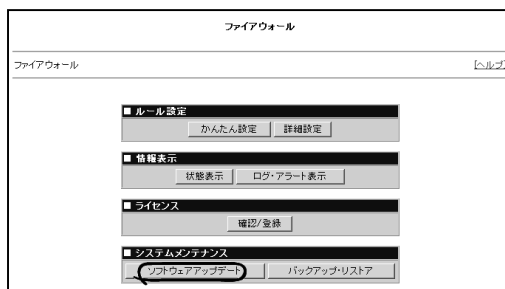 ファイアウォール
ファイアウォール [ヘルプ]
■ ルール設定
かんたん設定 詳細設定
■ 情報表示
状態表示 ログ・アラート表示
■ ライセンス
確認/登録
■ システムメンテナンス
ソフトウェアアップデート バックアップ・リストア